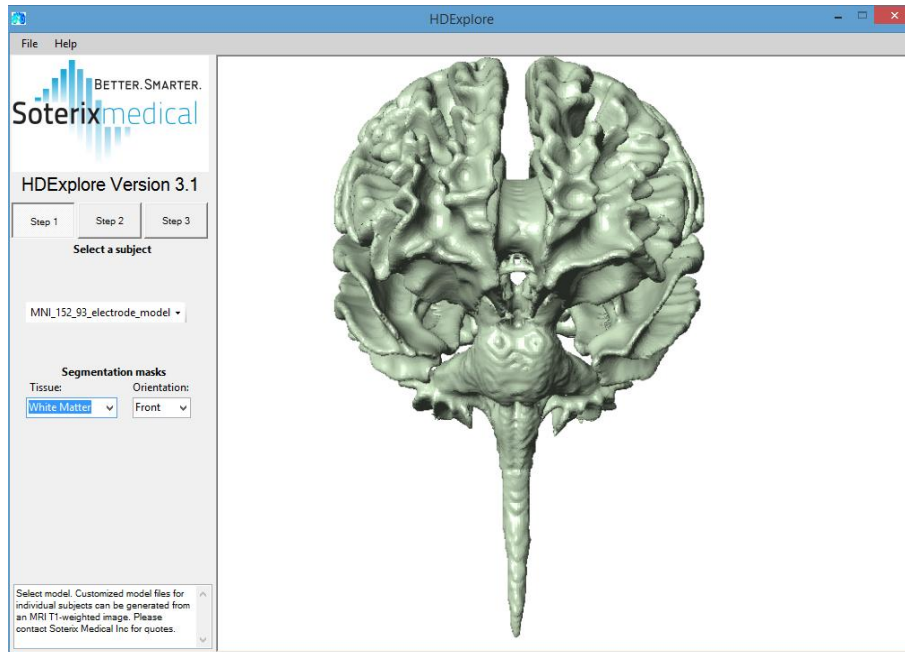 HDExplore
File Help
BETTER. SMARTER.
Soterixmedical
HDExplore Version 3.1
Step 1 Step 2 Step 3
Select a subject
MNI_152_93_electrode_model
Segmentation masks
Tissue: Orientation:
White Matter Front
Select model. Customized model files for
individual subjects can be generated from
an MRI T1-weighted image. Please
contact Soterix Medical Inc for quotes.